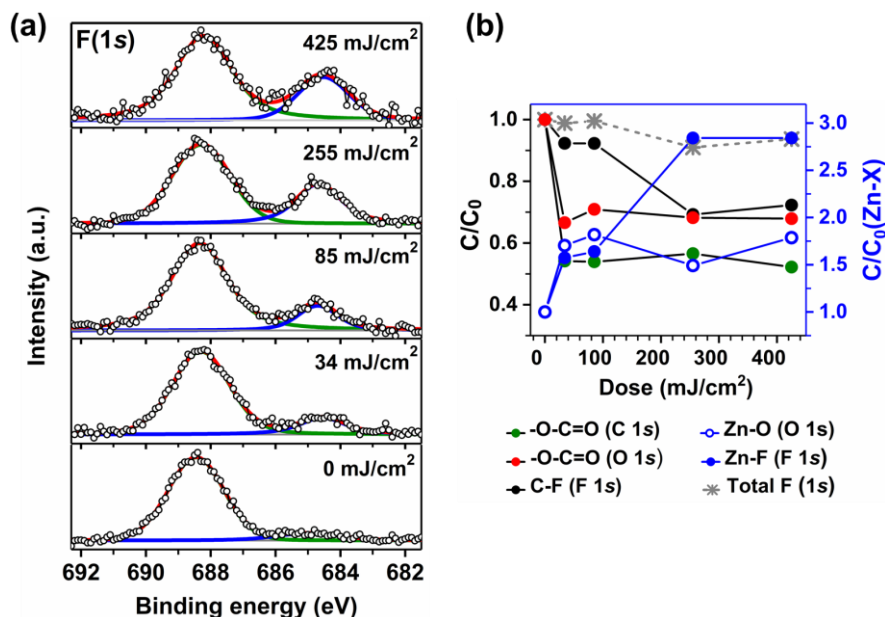 (a)
F(1s)
425 mJ/cm²
255 mJ/cm²
85 mJ/cm²
34 mJ/cm²
0 mJ/cm²
Intensity (a.u.)
692 690 688 686 684 682
Binding energy (eV)
(b)
1.0
0.8
0.6
0.4
C/C₀
3.0
2.5
2.0
1.5
1.0
C/C₀(Zn-X)
0 100 200 300 400
Dose (mJ/cm²)
-O-C=O (C 1s)
-O-C=O (O 1s)
C-F (F 1s)
Zn-O (O 1s)
Zn-F (F 1s)
Total F (1s)